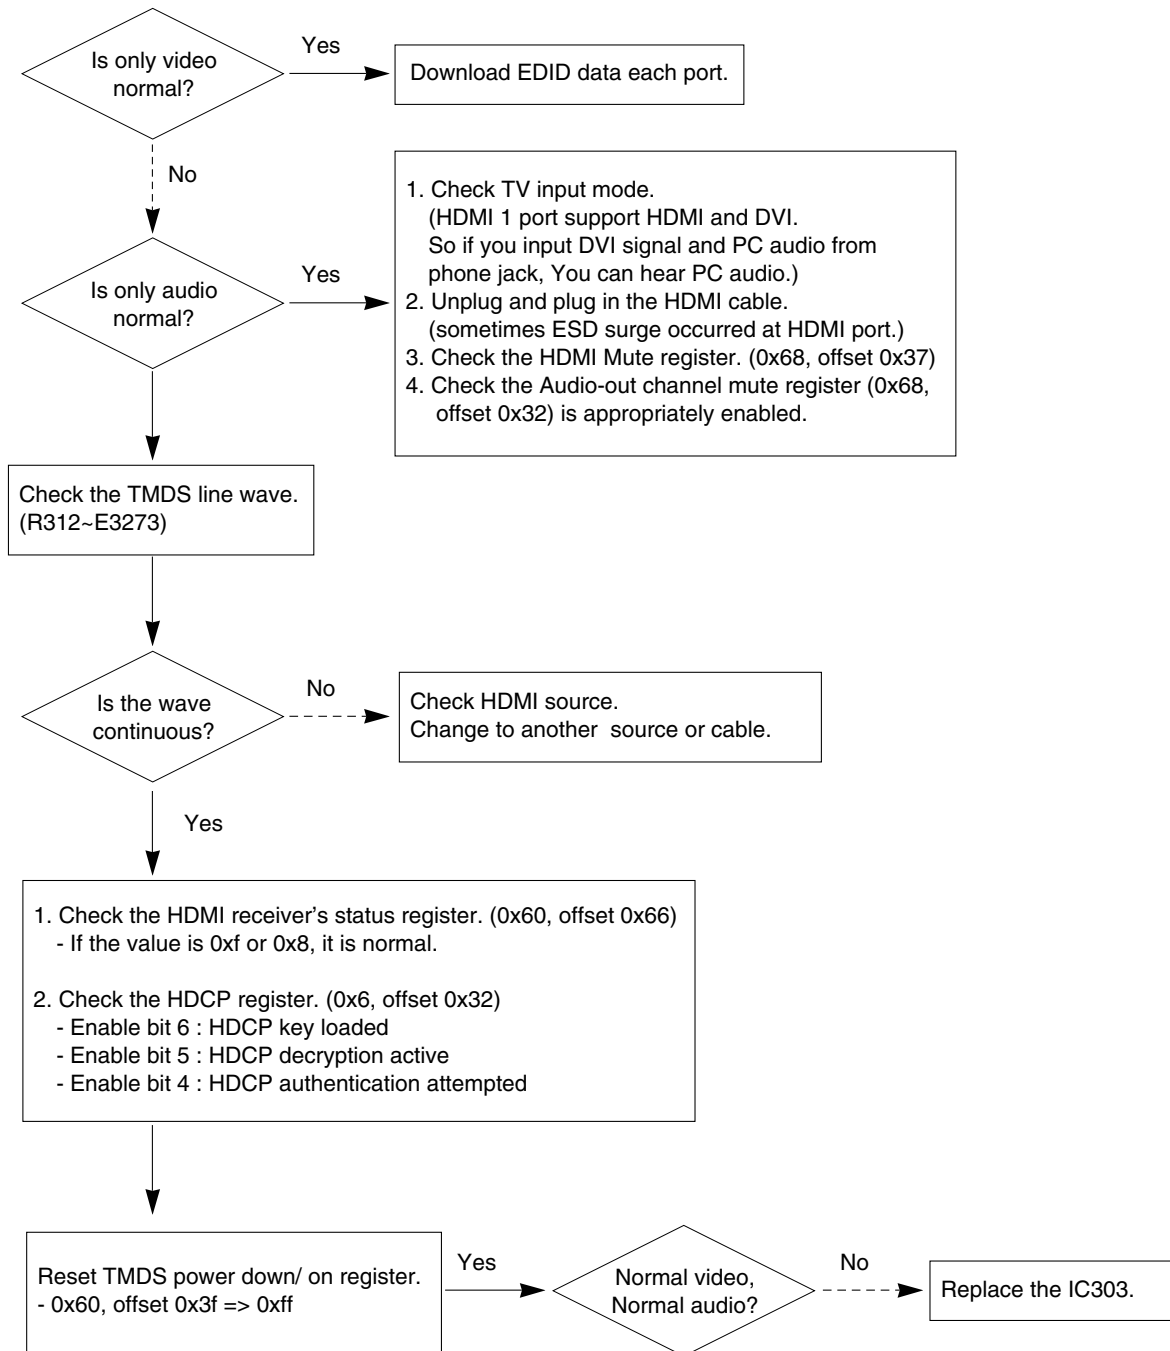 Is only video
normal?
Yes
Download EDID data each port.
No
Is only audio
normal?
Yes
1. Check TV input mode.
(HDMI 1 port support HDMI and DVI.
So if you input DVI signal and PC audio from
phone jack, You can hear PC audio.)
2. Unplug and plug in the HDMI cable.
(sometimes ESD surge occurred at HDMI port.)
3. Check the HDMI Mute register. (0x68, offset 0x37)
4. Check the Audio-out channel mute register (0x68,
offset 0x32) is appropriately enabled.
Check the TMDS line wave.
(R312~E3273)
Is the wave
continuous?
No
Check HDMI source.
Change to another source or cable.
Yes
1. Check the HDMI receiver's status register. (0x60, offset 0x66)
- If the value is 0xf or 0x8, it is normal.
2. Check the HDCP register. (0x6, offset 0x32)
- Enable bit 6 : HDCP key loaded
- Enable bit 5 : HDCP decryption active
- Enable bit 4 : HDCP authentication attempted
Reset TMDS power down/ on register.
- 0x60, offset 0x3f => 0xff
Yes
Normal video,
Normal audio?
No
Replace the IC303.